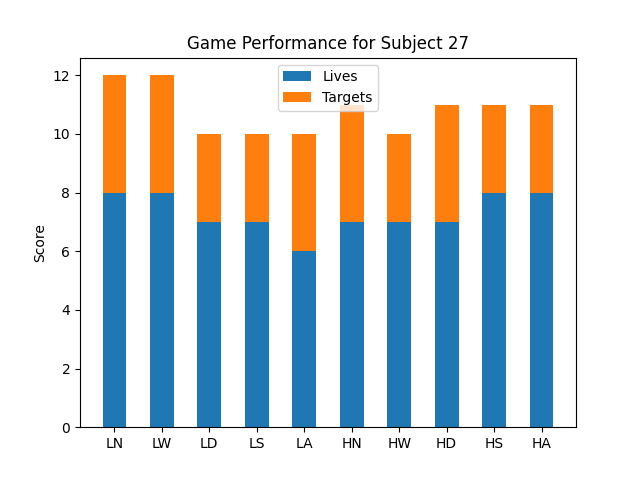 Game Performance for Subject 27
Lives
Targets
12
10
8
6
4
2
0
Score
LN LW LD LS LA HN HW HD HS HA